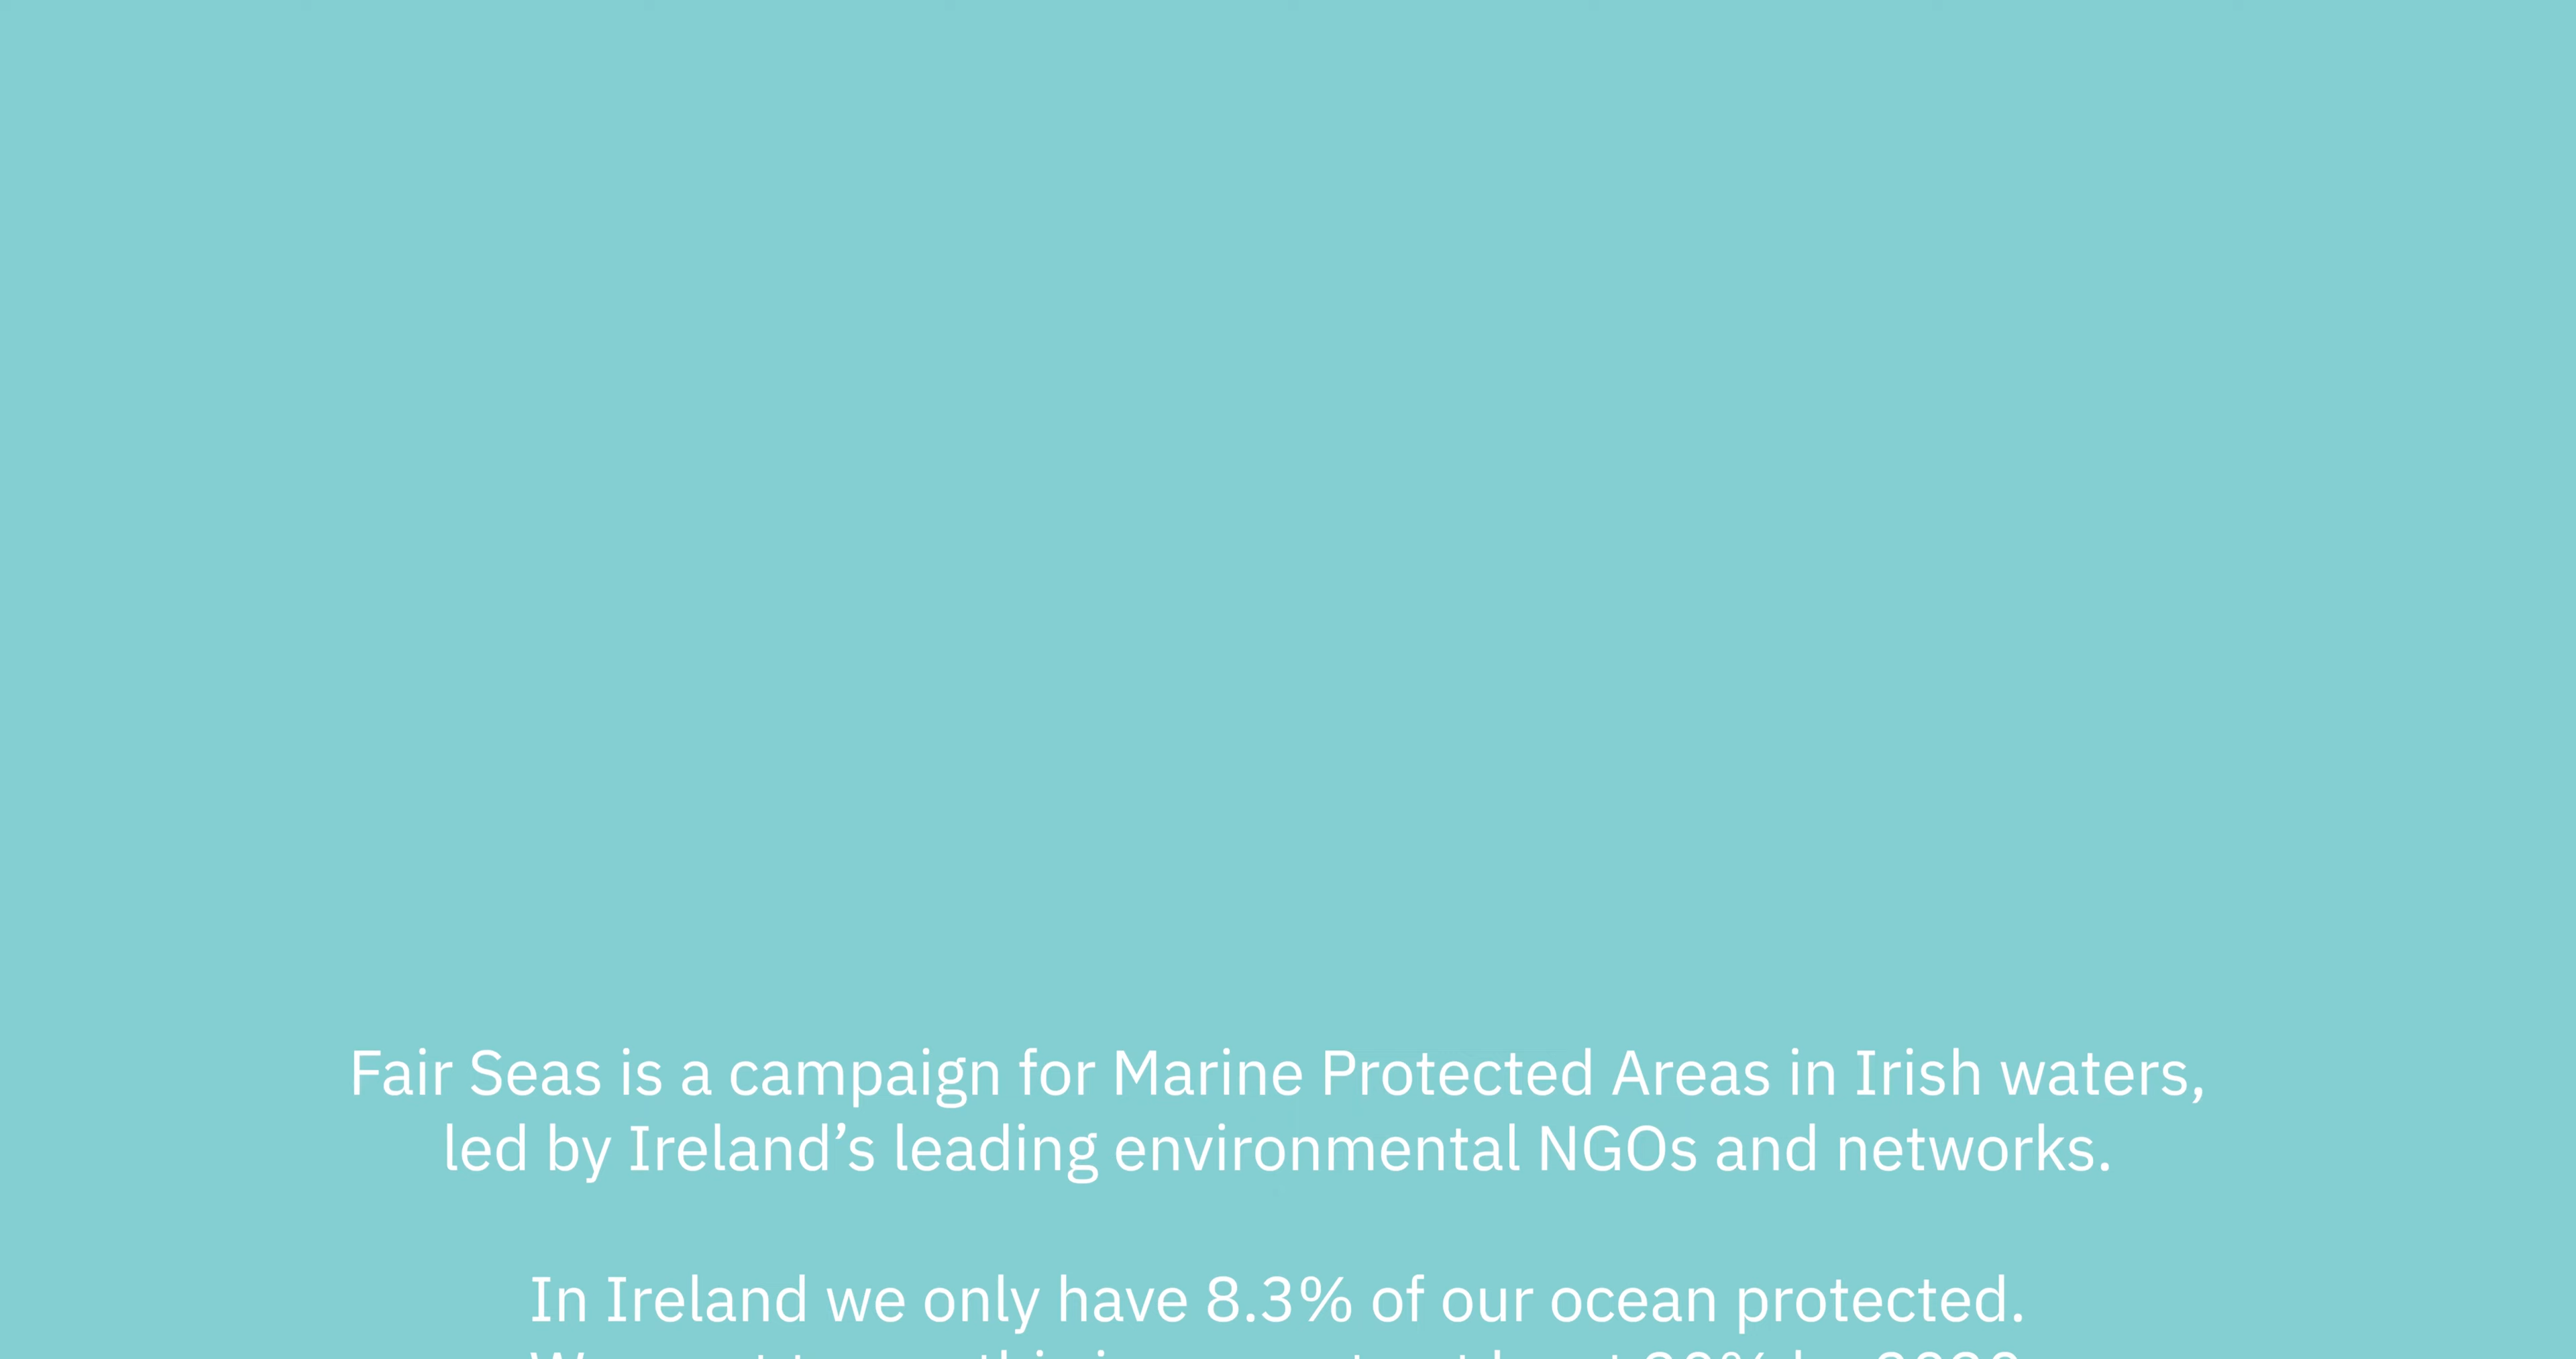 Fair Seas is a campaign for Marine Protected Areas in Irish waters,
led by Ireland’s leading environmental NGOs and networks.
In Ireland we only have 8.3% of our ocean protected.